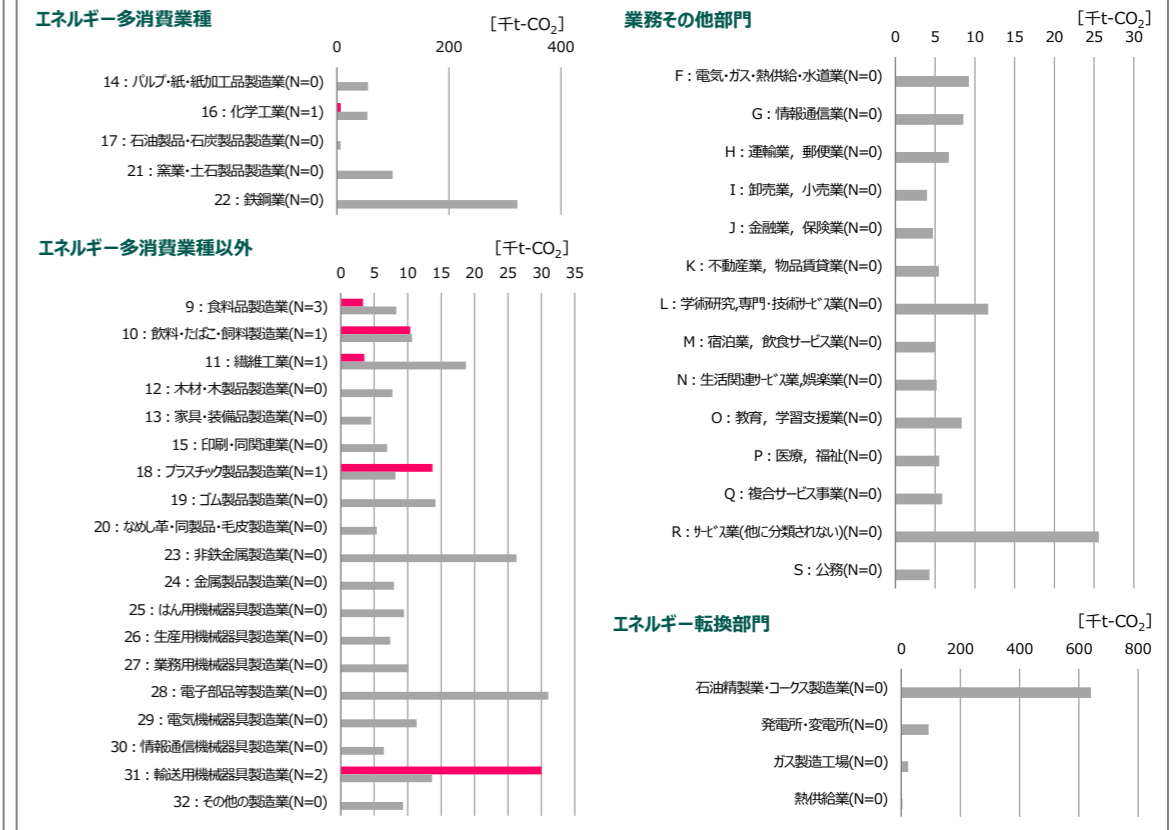 エネルギー多消費業種
[千t-CO₂]
0 200 400
14：パルプ・紙・紙加工品製造業(N=0)
16：化学工業(N=1)
17：石油製品・石炭製品製造業(N=0)
21：窯業・土石製品製造業(N=0)
22：鉄鋼業(N=0)
エネルギー多消費業種以外
[千t-CO₂]
0 5 10 15 20 25 30 35
9：食料品製造業(N=3)
10：飲料・たばこ・飼料製造業(N=1)
11：繊維工業(N=1)
12：木材・木製品製造業(N=0)
13：家具・装備品製造業(N=0)
15：印刷・同関連業(N=0)
18：プラスチック製品製造業(N=1)
19：ゴム製品製造業(N=0)
20：なめし革・同製品・毛皮製造業(N=0)
23：非鉄金属製造業(N=0)
24：金属製品製造業(N=0)
25：はん用機械器具製造業(N=0)
26：生産用機械器具製造業(N=0)
27：業務用機械器具製造業(N=0)
28：電子部品等製造業(N=0)
29：電気機械器具製造業(N=0)
30：情報通信機械器具製造業(N=0)
31：輸送用機械器具製造業(N=2)
32：その他の製造業(N=0)
業務その他部門
[千t-CO₂]
0 5 10 15 20 25 30
F：電気・ガス・熱供給・水道業(N=0)
G：情報通信業(N=0)
H：運輸業，郵便業(N=0)
I：卸売業，小売業(N=0)
J：金融業，保険業(N=0)
K：不動産業，物品賃貸業(N=0)
L：学術研究,専門・技術サービス業(N=0)
M：宿泊業，飲食サービス業(N=0)
N：生活関連サービス業,娯楽業(N=0)
O：教育，学習支援業(N=0)
P：医療，福祉(N=0)
Q：複合サービス事業(N=0)
R：サービス業(他に分類されない)(N=0)
S：公務(N=0)
エネルギー転換部門
[千t-CO₂]
0 200 400 600 800
石油精製業・コークス製造業(N=0)
発電所・変電所(N=0)
ガス製造工場(N=0)
熱供給業(N=0)